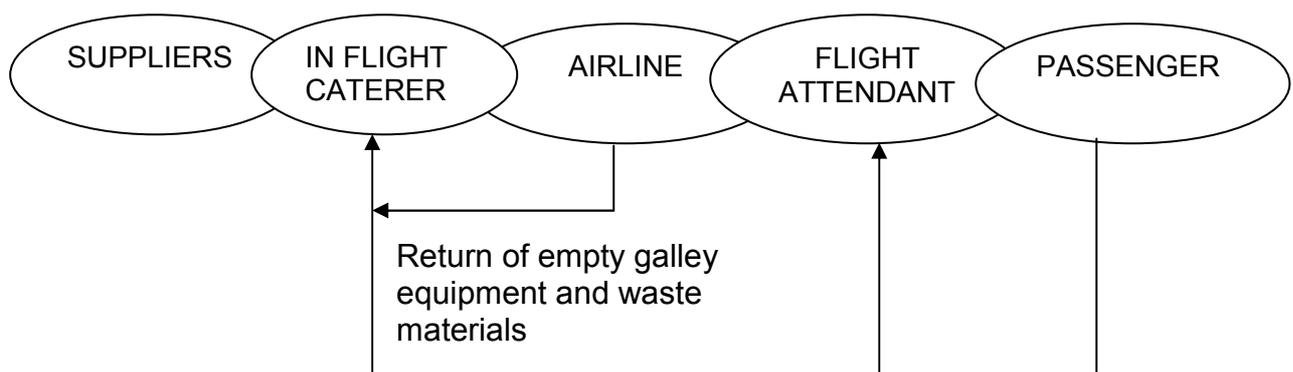 SUPPLIERS
IN FLIGHT
CATERER
AIRLINE
FLIGHT
ATTENDANT
PASSENGER
Return of empty galley
equipment and waste
materials